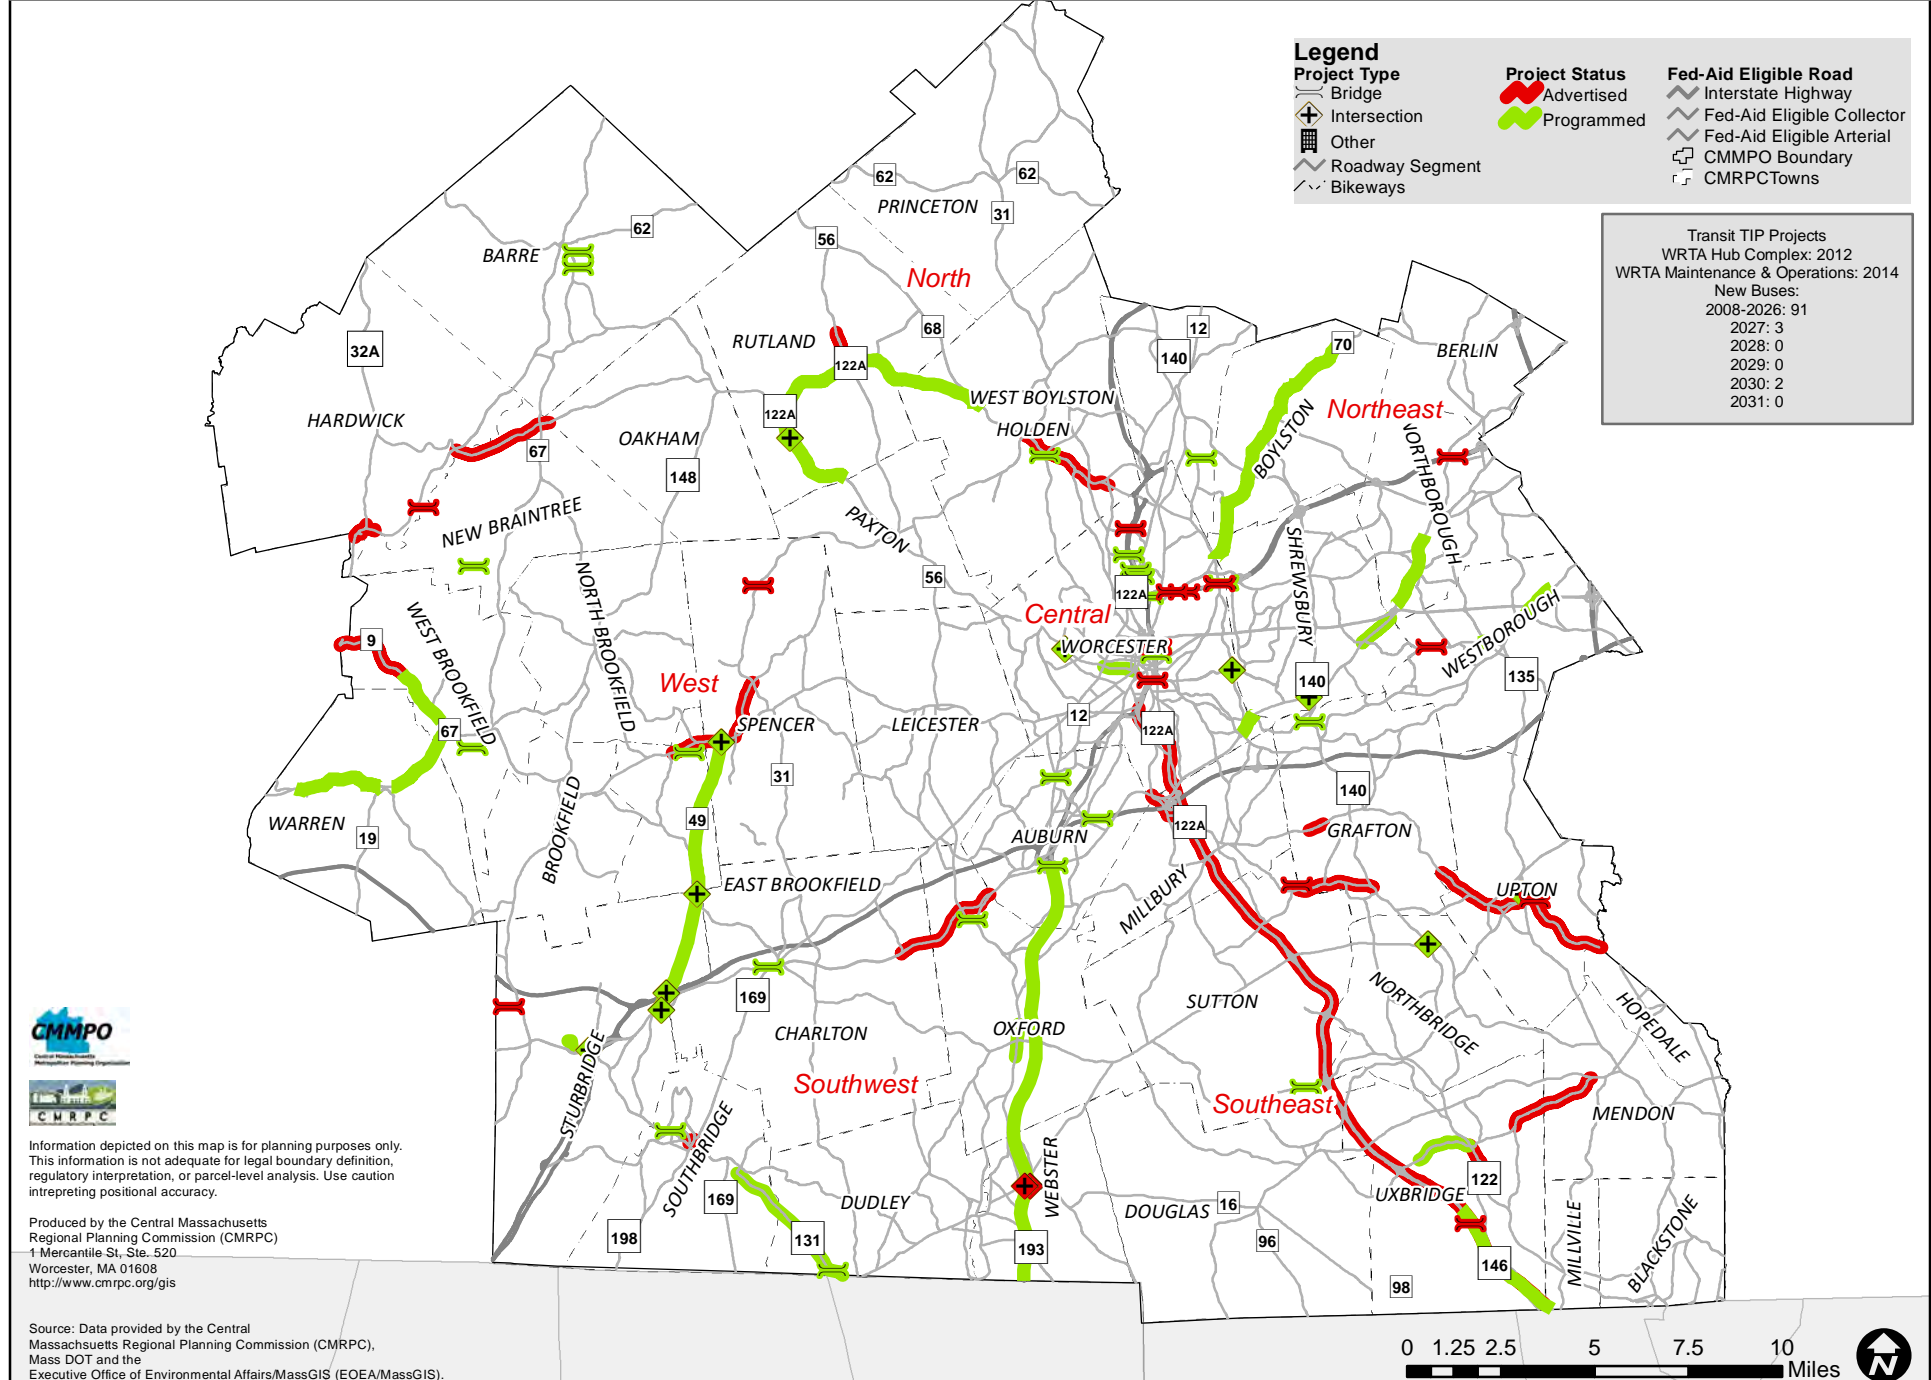 Legend
Project Type
Bridge
Intersection
Other
Roadway Segment
Bikeways
Project Status
Advertised
Programmed
Fed-Aid Eligible Road
Interstate Highway
Fed-Aid Eligible Collector
Fed-Aid Eligible Arterial
CMMPO Boundary
CMRPCTowns
Transit TIP Projects
WRTA Hub Complex: 2012
WRTA Maintenance & Operations: 2014
New Buses:
2008-2026: 91
2027: 3
2028: 0
2029: 0
2030: 2
2031: 0
62
62
PRINCETON
31
62
56
BARRE
North
12
68
RUTLAND
70
32A
140
BERLIN
122A
WEST BOYLSTON
Northeast
122A
HARDWICK
HOLDEN
OAKHAM
BOYLSTON
67
148
NORTHBOROUGH
NEW BRAINTREE
PAXTON
SHREWSBURY
56
122A
NORTH BROOKFIELD
WEST BROOKFIELD
Central
9
WORCESTER
WESTBOROUGH
West
140
135
12
SPENCER
LEICESTER
67
122A
31
140
49
BROOKFIELD
WARREN
19
AUBURN
122A
GRAFTON
EAST BROOKFIELD
MILLBURY
UPTON
169
SUTTON
NORTHBRIDGE
HOPEDALE
CHARLTON
OXFORD
STURBRIDGE
Southwest
Southeast
MENDON
SOUTHBRIDGE
WEBSTER
122
169
DUDLEY
DOUGLAS
16
UXBRIDGE
198
131
193
96
146
MILLVILLE
BLACKSTONE
98
CMMPO
Central Massachusetts
Metropolitan Planning Organization
CMRPC
Information depicted on this map is for planning purposes only.
This information is not adequate for legal boundary definition,
regulatory interpretation, or parcel-level analysis. Use caution
intrepreting positional accuracy.
Produced by the Central Massachusetts
Regional Planning Commission (CMRPC)
1 Mercantile St, Ste. 520
Worcester, MA 01608
http://www.cmrpc.org/gis
Source: Data provided by the Central
Massachusetts Regional Planning Commission (CMRPC),
Mass DOT and the
Executive Office of Environmental Affairs/MassGIS (EOEA/MassGIS).
0 1.25 2.5 5 7.5 10
Miles
N